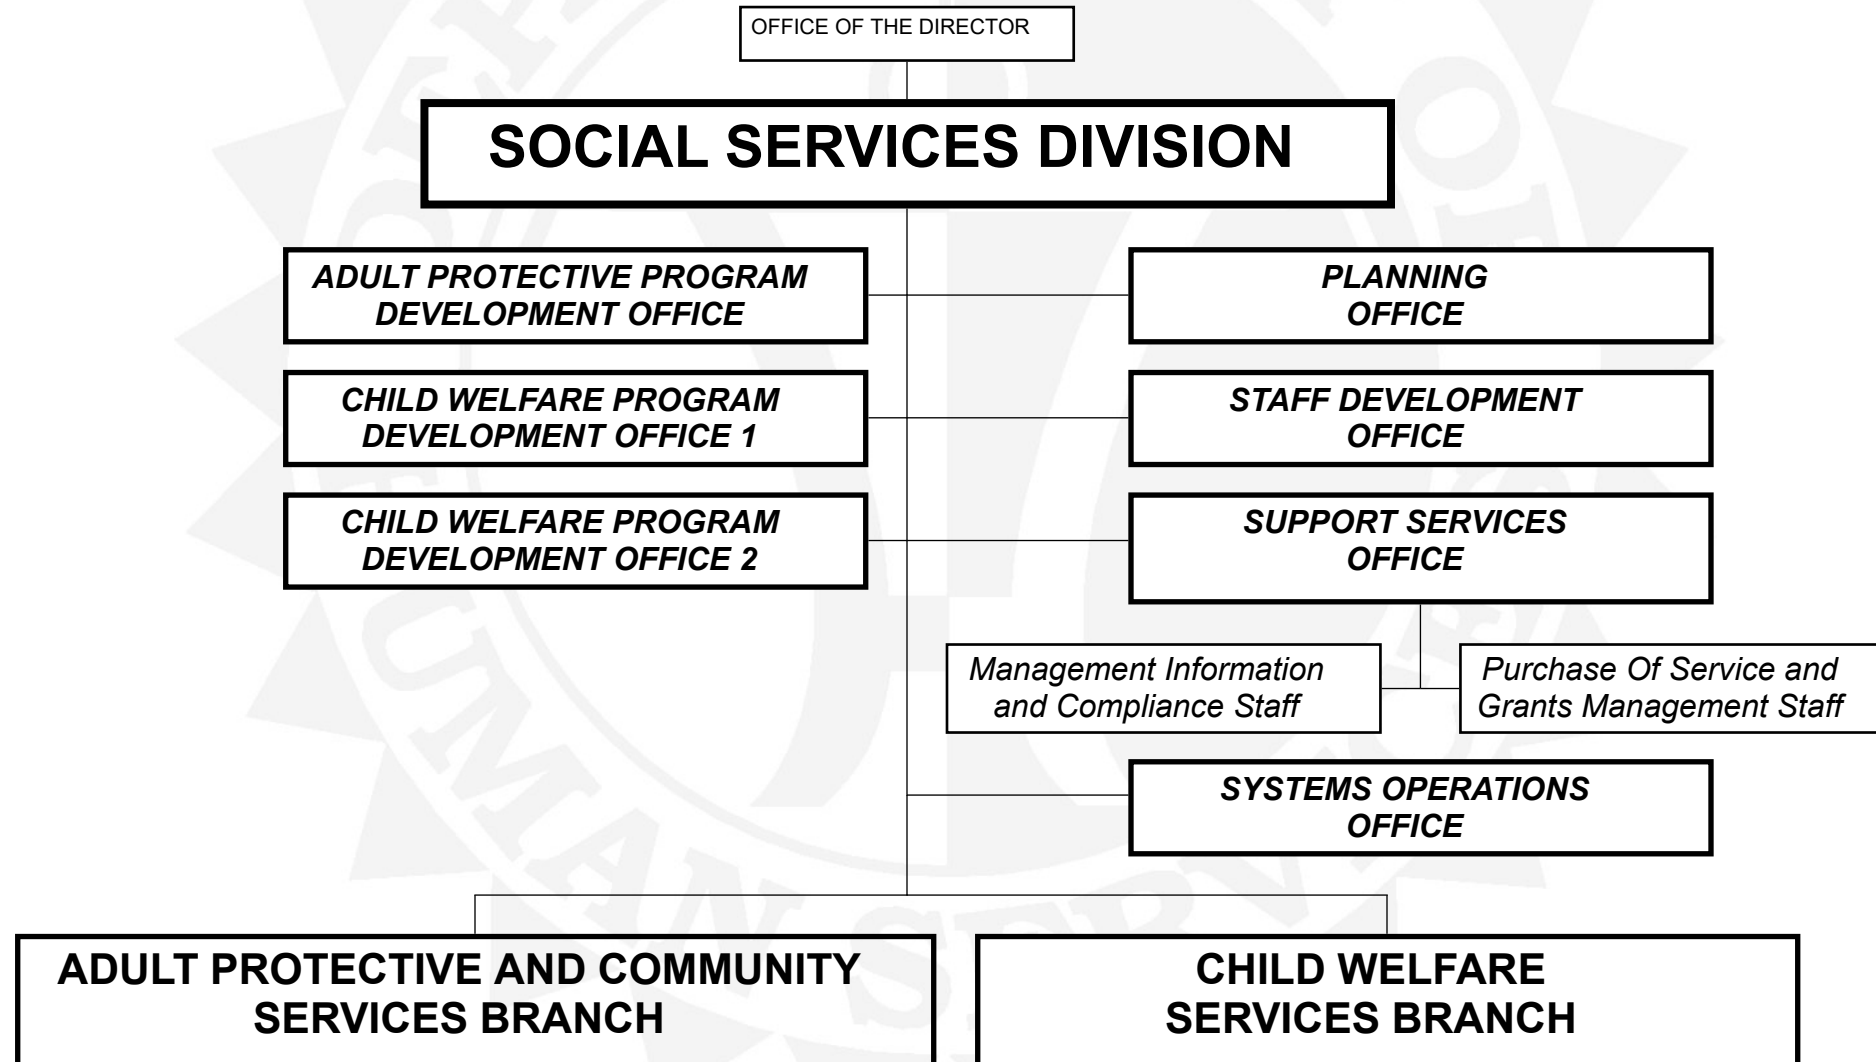 OFFICE OF THE DIRECTOR
SOCIAL SERVICES DIVISION
ADULT PROTECTIVE PROGRAM
DEVELOPMENT OFFICE
PLANNING
OFFICE
CHILD WELFARE PROGRAM
DEVELOPMENT OFFICE 1
STAFF DEVELOPMENT
OFFICE
CHILD WELFARE PROGRAM
DEVELOPMENT OFFICE 2
SUPPORT SERVICES
OFFICE
Management Information
and Compliance Staff
Purchase Of Service and
Grants Management Staff
SYSTEMS OPERATIONS
OFFICE
ADULT PROTECTIVE AND COMMUNITY
SERVICES BRANCH
CHILD WELFARE
SERVICES BRANCH
HUMAN SERVICES